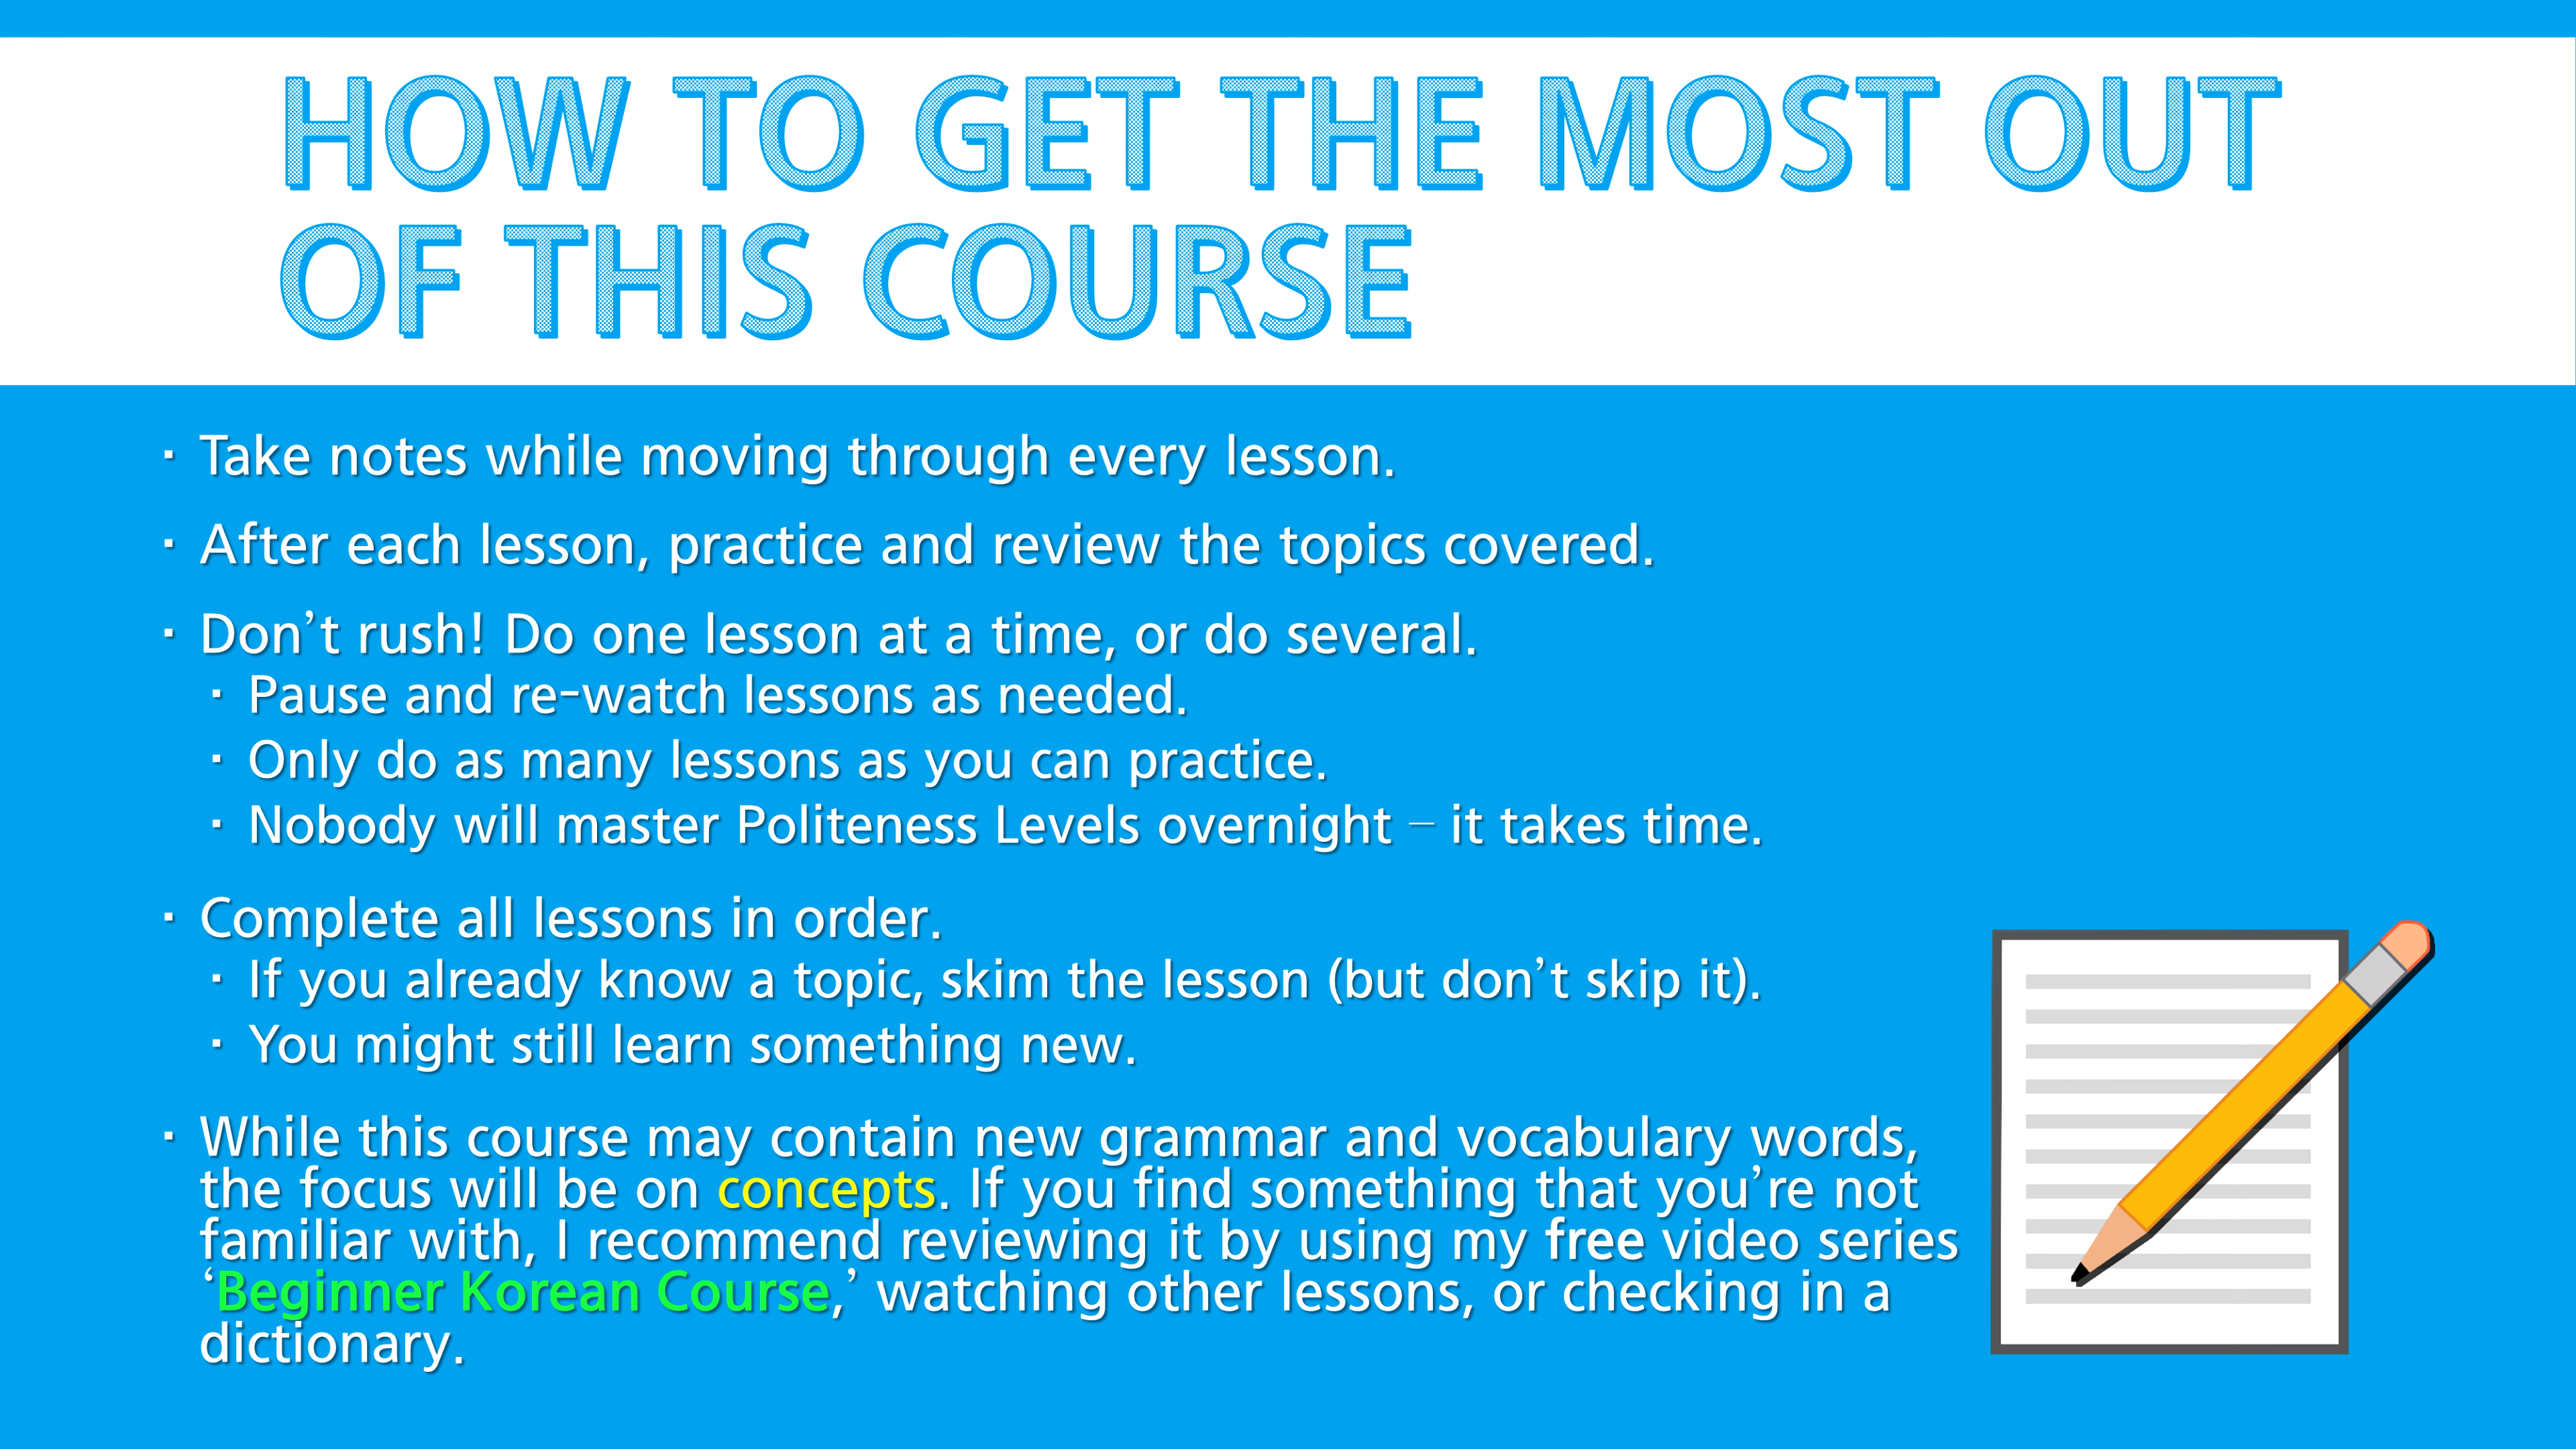 HOW TO GET THE MOST OUT
OF THIS COURSE
· Take notes while moving through every lesson.
· After each lesson, practice and review the topics covered.
· Don’t rush! Do one lesson at a time, or do several.
· Pause and re-watch lessons as needed.
· Only do as many lessons as you can practice.
· Nobody will master Politeness Levels overnight – it takes time.
· Complete all lessons in order.
· If you already know a topic, skim the lesson (but don’t skip it).
· You might still learn something new.
· While this course may contain new grammar and vocabulary words,
the focus will be on concepts. If you find something that you’re not
familiar with, I recommend reviewing it by using my free video series
‘Beginner Korean Course,’ watching other lessons, or checking in a
dictionary.